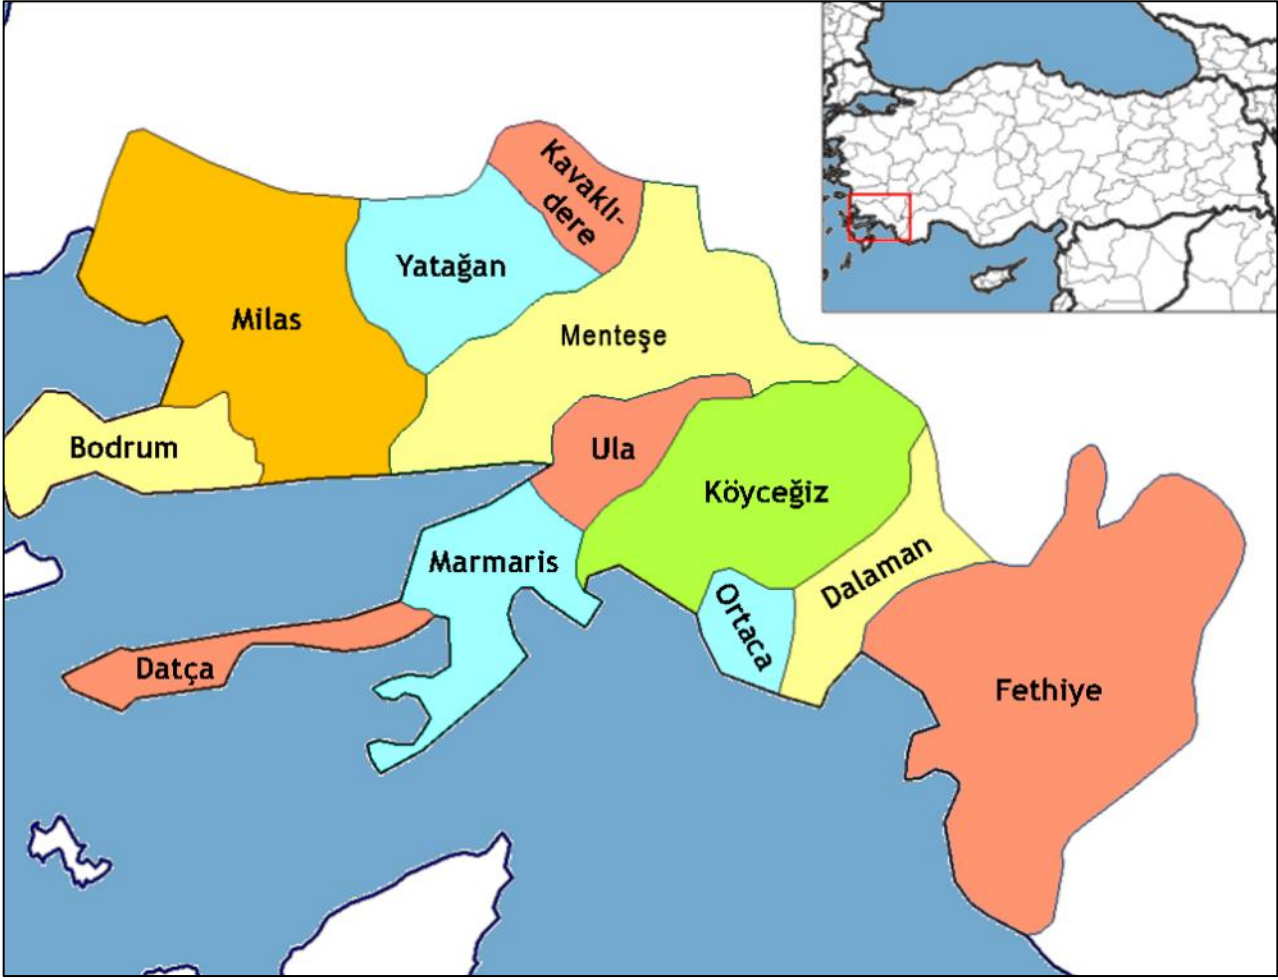 Kavaklı-
dere
Yatağan
Milas
Menteşe
Bodrum
Ula
Köyceğiz
Marmaris
Dalaman
Ortaca
Datça
Fethiye